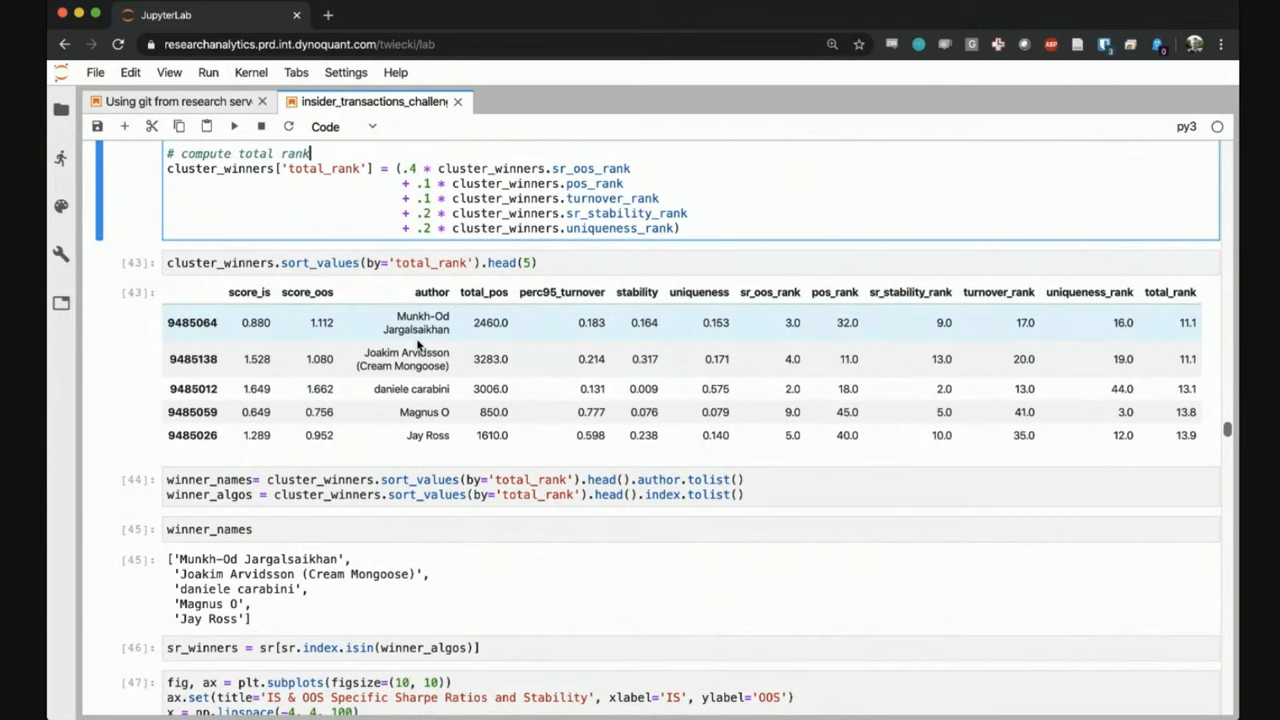 JupyterLab
researchanalytics.prd.int.dynoquant.com/twiecki/lab
G
ABP
3
0
File Edit View Run Kernel Tabs Settings Help
Using git from research serv
insider_transactions_challeng
Code
py3
# compute total rank
cluster_winners['total_rank'] = (.4 * cluster_winners.sr_oos_rank
+ .1 * cluster_winners.pos_rank
+ .1 * cluster_winners.turnover_rank
+ .2 * cluster_winners.sr_stability_rank
+ .2 * cluster_winners.uniqueness_rank)
[43]: cluster_winners.sort_values(by='total_rank').head(5)
[43]: score_is score_oos author total_pos perc95_turnover stability uniqueness sr_oos_rank pos_rank sr_stability_rank turnover_rank uniqueness_rank total_rank
9485064 0.880 1.112 Munkh-Od Jargalsaikhan 2460.0 0.183 0.164 0.153 3.0 32.0 9.0 17.0 16.0 11.1
9485138 1.528 1.080 Joakim Arvidsson (Cream Mongoose) 3283.0 0.214 0.317 0.171 4.0 11.0 13.0 20.0 19.0 11.1
9485012 1.649 1.662 daniele carabini 3006.0 0.131 0.009 0.575 2.0 18.0 2.0 13.0 44.0 13.1
9485059 0.649 0.756 Magnus O 850.0 0.777 0.076 0.079 9.0 45.0 5.0 41.0 3.0 13.8
9485026 1.289 0.952 Jay Ross 1610.0 0.598 0.238 0.140 5.0 40.0 10.0 35.0 12.0 13.9
[44]: winner_names= cluster_winners.sort_values(by='total_rank').head().author.tolist()
winner_algos = cluster_winners.sort_values(by='total_rank').head().index.tolist()
[45]: winner_names
[45]: ['Munkh-Od Jargalsaikhan',
'Joakim Arvidsson (Cream Mongoose)',
'daniele carabini',
'Magnus O',
'Jay Ross']
[46]: sr_winners = sr[sr.index.isin(winner_algos)]
[47]: fig, ax = plt.subplots(figsize=(10, 10))
ax.set(title='IS & OOS Specific Sharpe Ratios and Stability', xlabel='IS', ylabel='OOS')
x = np.linspace(-4, 4, 100)